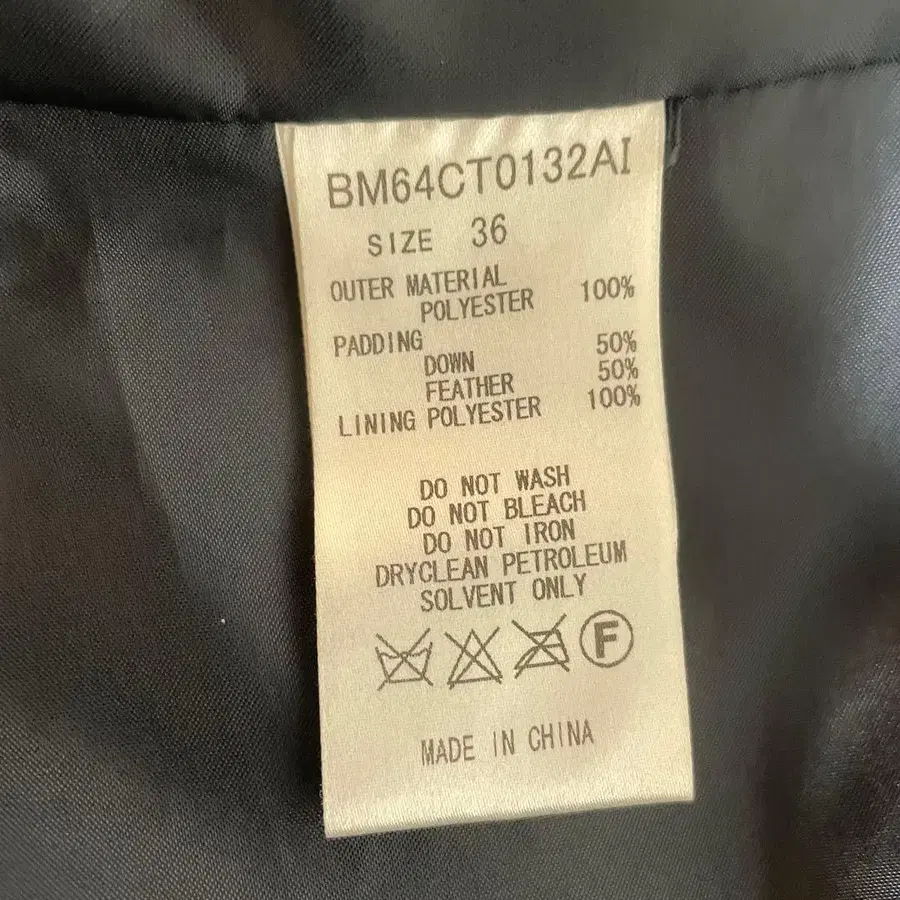 BM64CT0132AI
SIZE 36
OUTER MATERIAL
POLYESTER 100%
PADDING
DOWN 50%
FEATHER 50%
LINING POLYESTER 100%
DO NOT WASH
DO NOT BLEACH
DO NOT IRON
DRYCLEAN PETROLEUM
SOLVENT ONLY
F
MADE IN CHINA